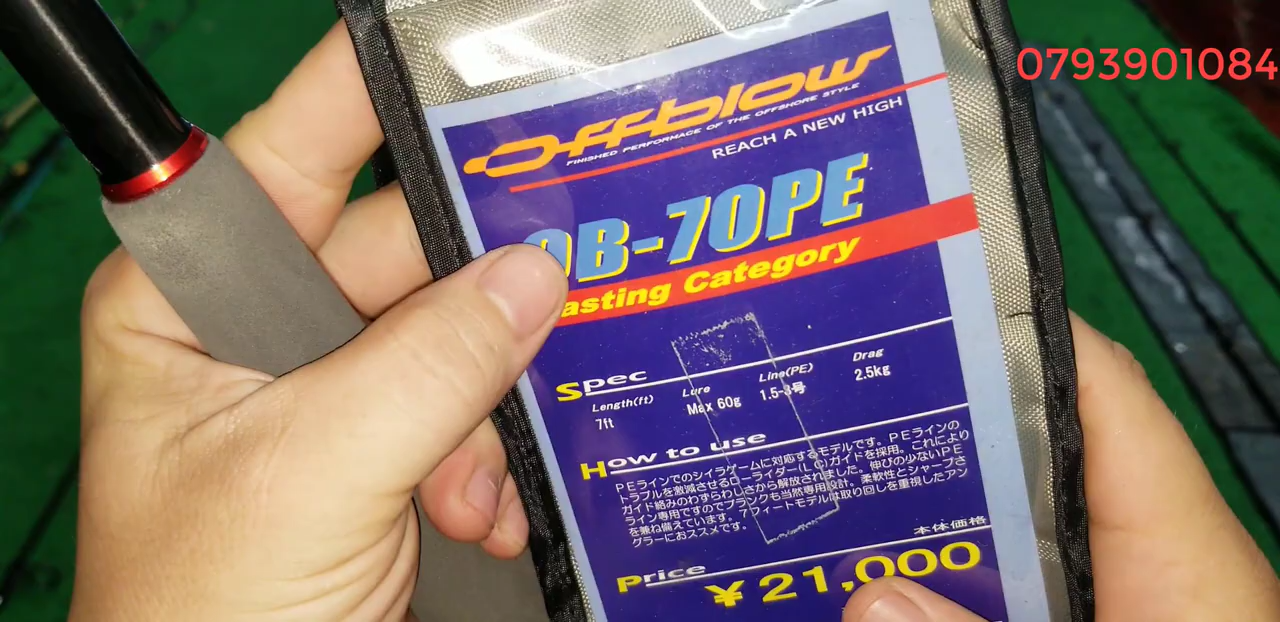 0793901084
Offblow
FINISHED PERFORMACE OF THE OFFSHORE STYLE
REACH A NEW HIGH
OB-70PE
asting Category
Spec
Length(ft) Lure Line(PE) Drag
7ft Max 60g 1.5-3号 2.5kg
How to use
PEラインでのシイラゲームに対応するモデルです。PEラインの
トラブルを激減させるローライダー(LC)ガイドを採用。これにより
ガイド絡みのわずらわしさから解放されました。伸びの少ないPE
ライン専用ですのでブランクも当然専用設計。柔軟性とシャープさ
を兼ね備えています。7フィートモデルは取り回しを重視したアン
グラーにおススメです。
本体価格
Price ¥21,000